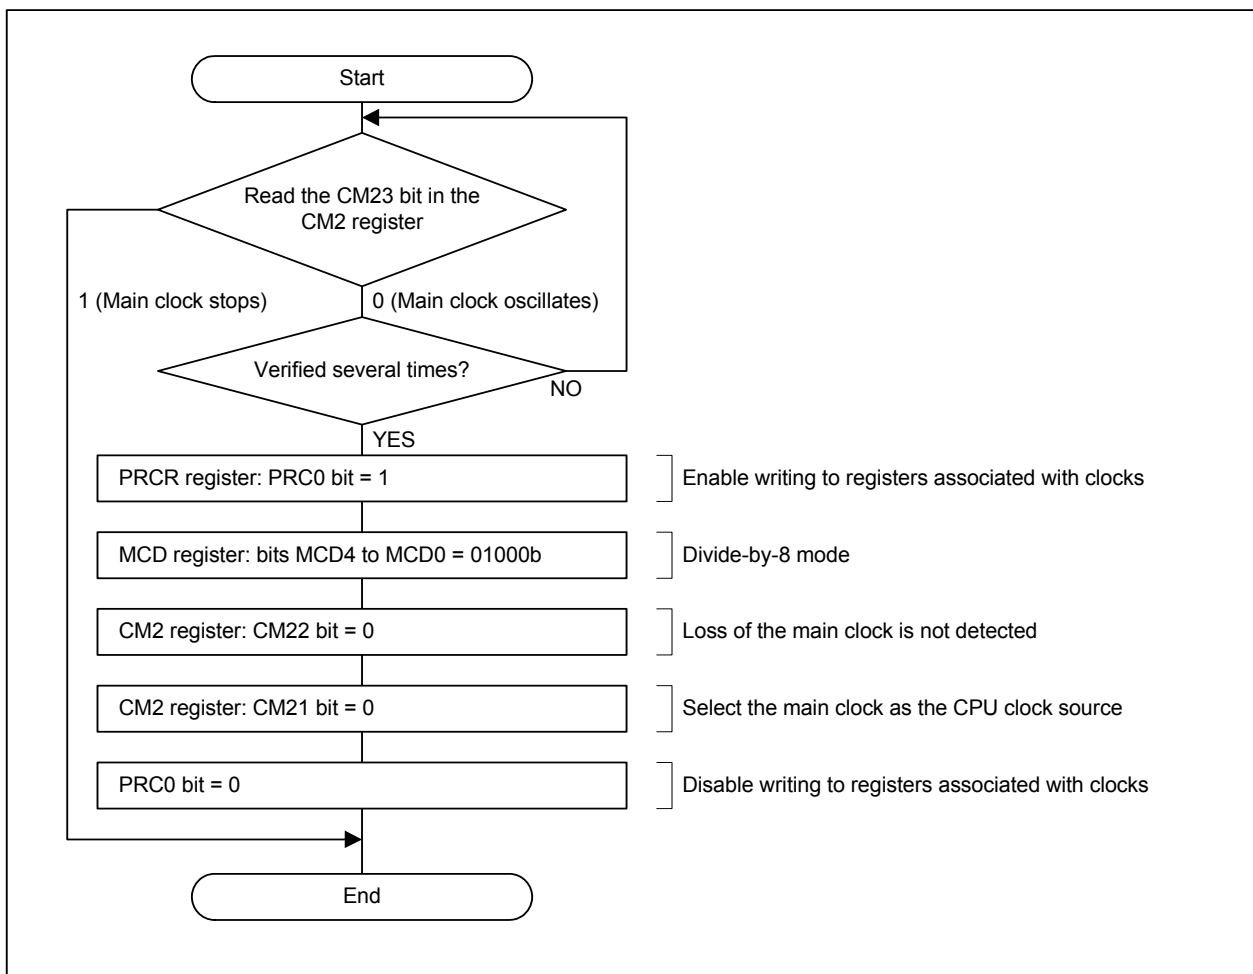 Start
Read the CM23 bit in the
CM2 register
1 (Main clock stops)
0 (Main clock oscillates)
Verified several times?
NO
YES
PRCR register: PRC0 bit = 1
Enable writing to registers associated with clocks
MCD register: bits MCD4 to MCD0 = 01000b
Divide-by-8 mode
CM2 register: CM22 bit = 0
Loss of the main clock is not detected
CM2 register: CM21 bit = 0
Select the main clock as the CPU clock source
PRC0 bit = 0
Disable writing to registers associated with clocks
End